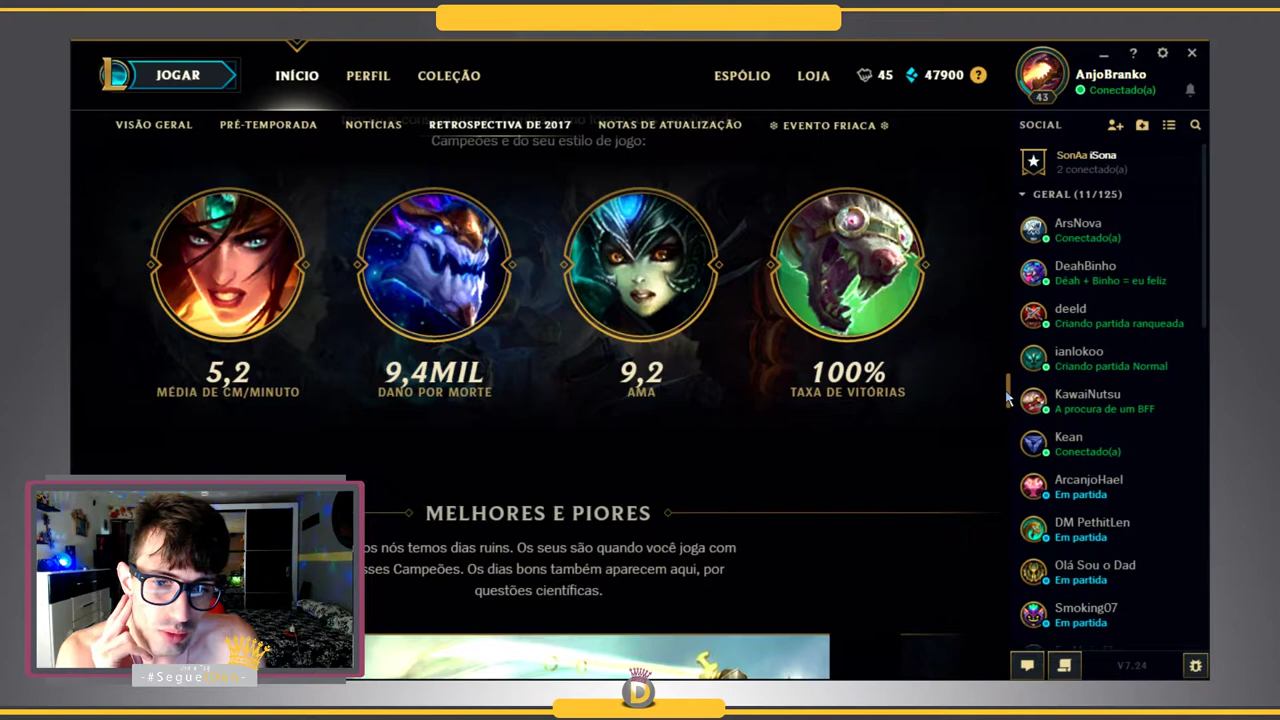 JOGAR
INÍCIO
PERFIL
COLEÇÃO
ESPÓLIO
LOJA
45
47900
?
?
AnjoBranko
Conectado(a)
43
VISÃO GERAL
PRÉ-TEMPORADA
NOTÍCIAS
RETROSPECTIVA DE 2017
NOTAS DE ATUALIZAÇÃO
❄ EVENTO FRIACA ❄
Campeões e do seu estilo de jogo:
5,2
MÉDIA DE CM/MINUTO
9,4MIL
DANO POR MORTE
9,2
AMA
100%
TAXA DE VITÓRIAS
MELHORES E PIORES
os nós temos dias ruins. Os seus são quando você joga com
sses Campeões. Os dias bons também aparecem aqui, por
questões científicas.
SOCIAL
SonAa iSona
2 conectado(a)
GERAL (11/125)
ArsNova
Conectado(a)
DeahBinho
Déah + Binho = eu feliz
deeld
Criando partida ranqueada
ianlokoo
Criando partida Normal
KawaiNutsu
A procura de um BFF
Kean
Conectado(a)
ArcanjoHael
Em partida
DM PethitLen
Em partida
Olá Sou o Dad
Em partida
Smoking07
Em partida
V7.24
D